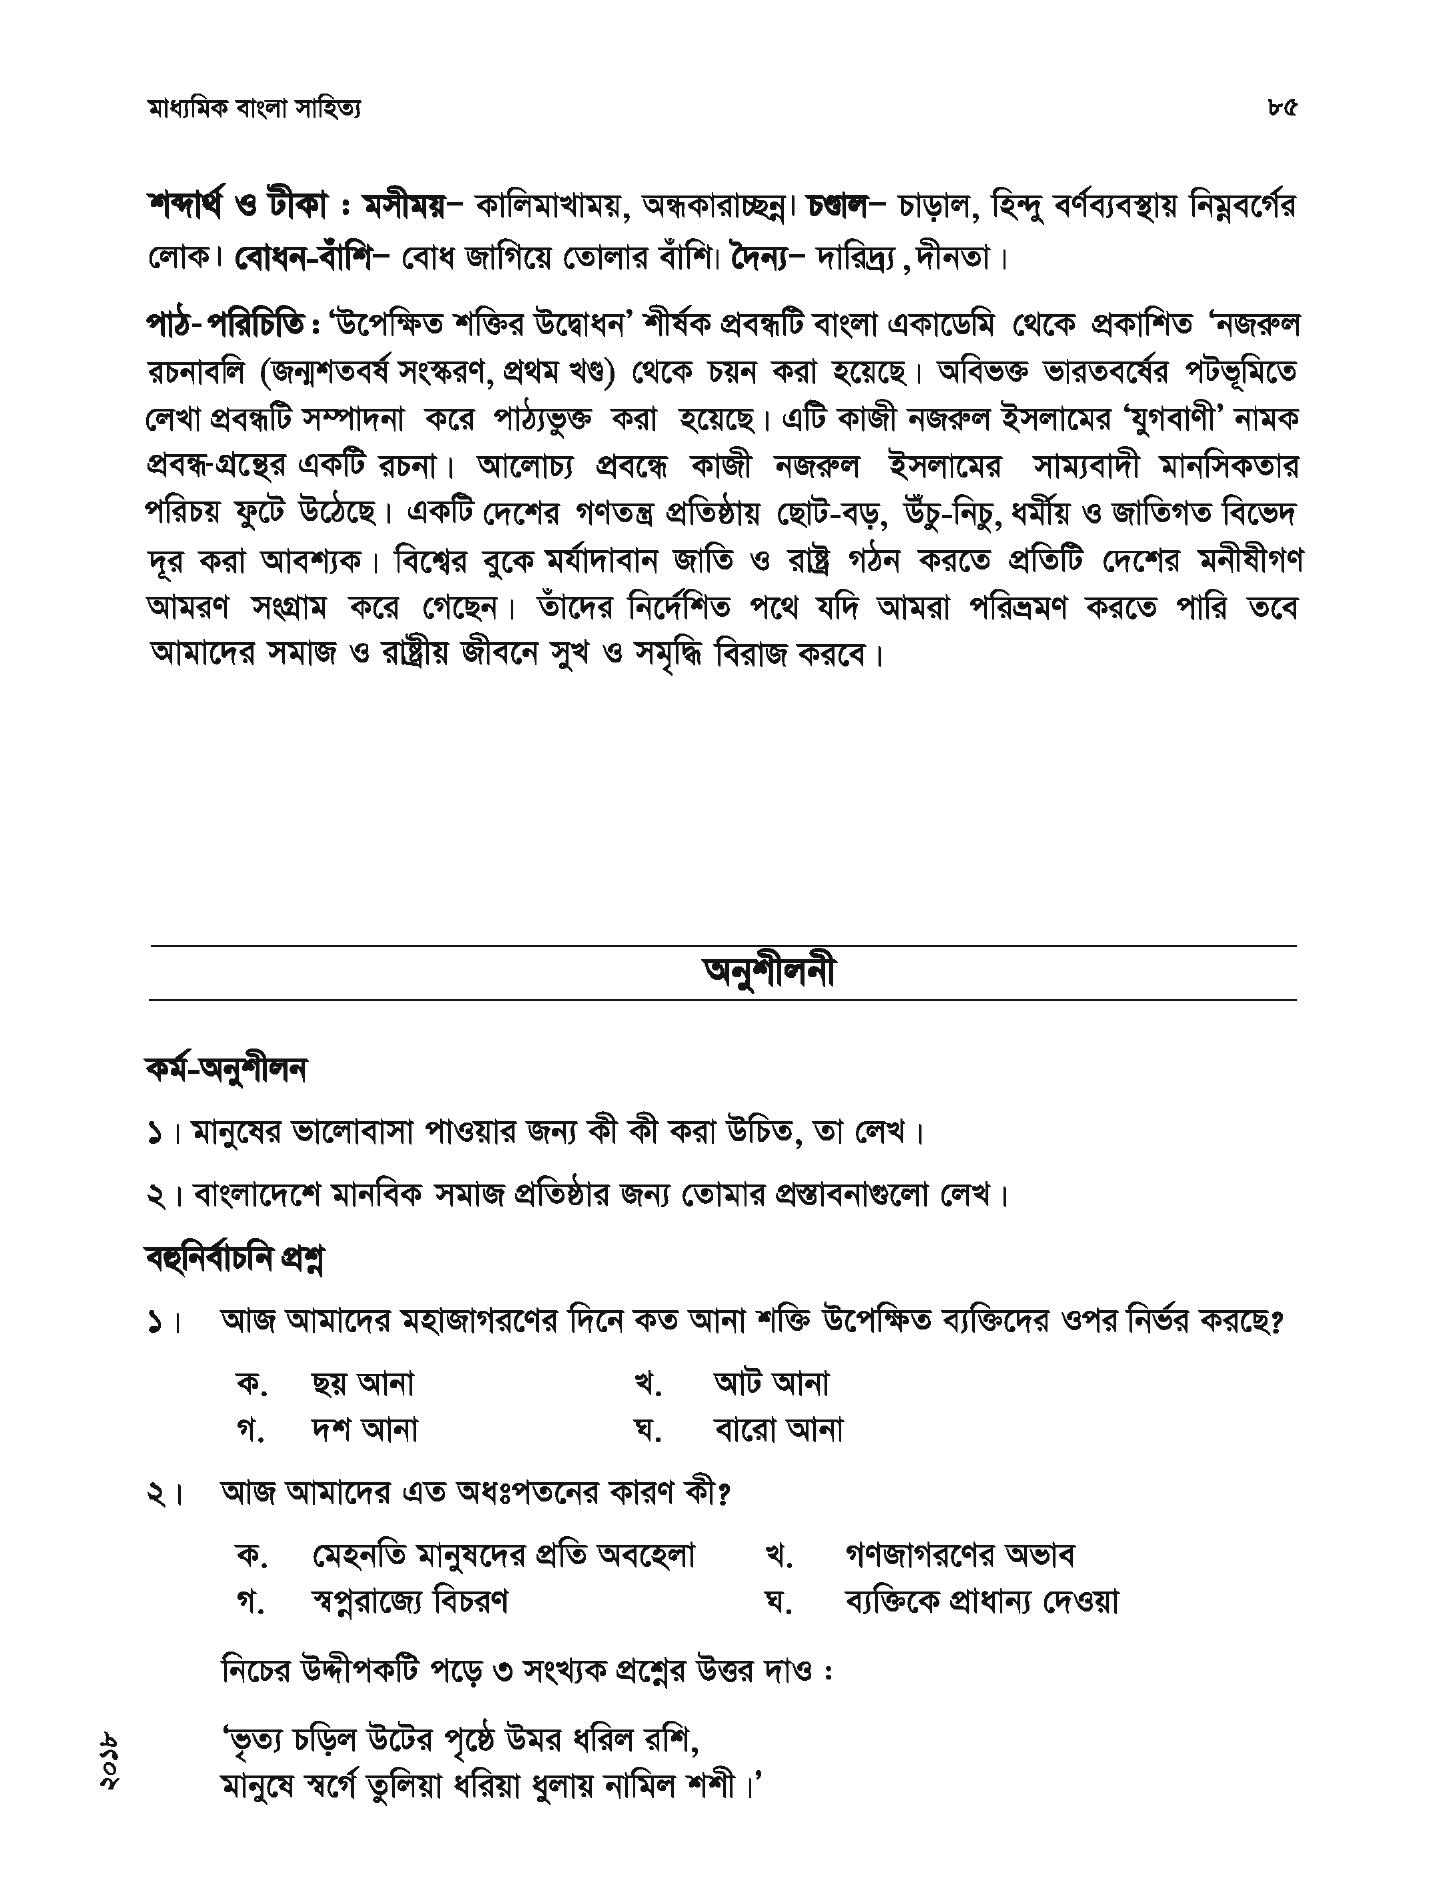 মাধ্যমিক বাংলা সাহিত্য ৮৫
শব্দার্থ ও টীকা : মসীময়– কালিমাখাময়, অন্ধকারাচ্ছন্ন। চণ্ডাল– চাড়াল, হিন্দু বর্ণব্যবস্থায় নিম্নবর্গের
লোক। বোধন-বাঁশি– বোধ জাগিয়ে তোলার বাঁশি। দৈন্য– দারিদ্র্য ,দীনতা।
পাঠ- পরিচিতি : ‘উপেক্ষিত শক্তির উদ্বোধন’ শীর্ষক প্রবন্ধটি বাংলা একাডেমি থেকে প্রকাশিত ‘নজরুল
রচনাবলি (জন্মশতবর্ষ সংস্করণ, প্রথম খণ্ড) থেকে চয়ন করা হয়েছে। অবিভক্ত ভারতবর্ষের পটভূমিতে
লেখা প্রবন্ধটি সম্পাদনা করে পাঠ্যভুক্ত করা হয়েছে। এটি কাজী নজরুল ইসলামের ‘যুগবাণী’ নামক
প্রবন্ধ-গ্রন্থের একটি রচনা। আলোচ্য প্রবন্ধে কাজী নজরুল ইসলামের সাম্যবাদী মানসিকতার
পরিচয় ফুটে উঠেছে। একটি দেশের গণতন্ত্র প্রতিষ্ঠায় ছোট-বড়, উঁচু-নিচু, ধর্মীয় ও জাতিগত বিভেদ
দূর করা আবশ্যক। বিশ্বের বুকে মর্যাদাবান জাতি ও রাষ্ট্র গঠন করতে প্রতিটি দেশের মনীষীগণ
আমরণ সংগ্রাম করে গেছেন। তাঁদের নির্দেশিত পথে যদি আমরা পরিভ্রমণ করতে পারি তবে
আমাদের সমাজ ও রাষ্ট্রীয় জীবনে সুখ ও সমৃদ্ধি বিরাজ করবে।
অনুশীলনী
কর্ম-অনুশীলন
১। মানুষের ভালোবাসা পাওয়ার জন্য কী কী করা উচিত, তা লেখ।
২। বাংলাদেশে মানবিক সমাজ প্রতিষ্ঠার জন্য তোমার প্রস্তাবনাগুলো লেখ।
বহুনির্বাচনি প্রশ্ন
১। আজ আমাদের মহাজাগরণের দিনে কত আনা শক্তি উপেক্ষিত ব্যক্তিদের ওপর নির্ভর করছে?
ক. ছয় আনা খ. আট আনা
গ. দশ আনা ঘ. বারো আনা
২। আজ আমাদের এত অধঃপতনের কারণ কী?
ক. মেহনতি মানুষদের প্রতি অবহেলা খ. গণজাগরণের অভাব
গ. স্বপ্নরাজ্যে বিচরণ ঘ. ব্যক্তিকে প্রাধান্য দেওয়া
নিচের উদ্দীপকটি পড়ে ৩ সংখ্যক প্রশ্নের উত্তর দাও :
‘ভৃত্য চড়িল উটের পৃষ্ঠে উমর ধরিল রশি,
মানুষে স্বর্গে তুলিয়া ধরিয়া ধুলায় নামিল শশী।’
২০১৮